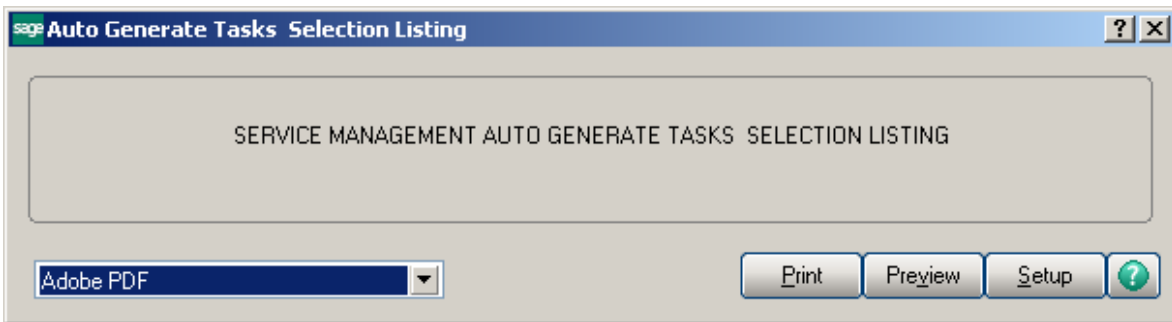 sage Auto Generate Tasks  Selection Listing ? X
SERVICE MANAGEMENT AUTO GENERATE TASKS  SELECTION LISTING
Adobe PDF Print Preview Setup ?